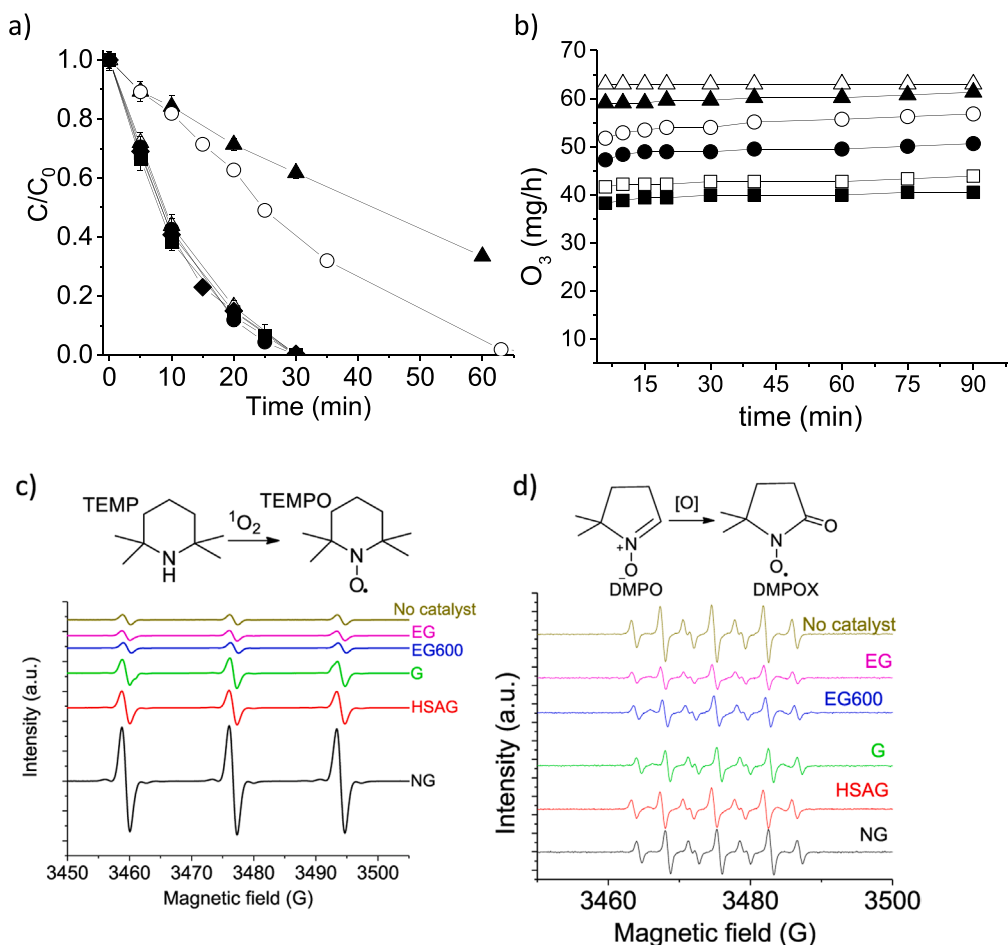 a)
C/C0
1.0
0.8
0.6
0.4
0.2
0.0
0 10 20 30 40 50 60
Time (min)
b)
O3 (mg/h)
70
60
50
40
30
20
10
15 30 45 60 75 90
time (min)
c)
TEMP
N
H
1O2
TEMPO
N
O•
Intensity (a.u.)
No catalyst
EG
EG600
G
HSAG
NG
3450 3460 3470 3480 3490 3500
Magnetic field (G)
d)
N
+
O
−
DMPO
[O]
N
O
O•
DMPOX
Intensity (a.u.)
No catalyst
EG
EG600
G
HSAG
NG
3460 3480 3500
Magnetic field (G)